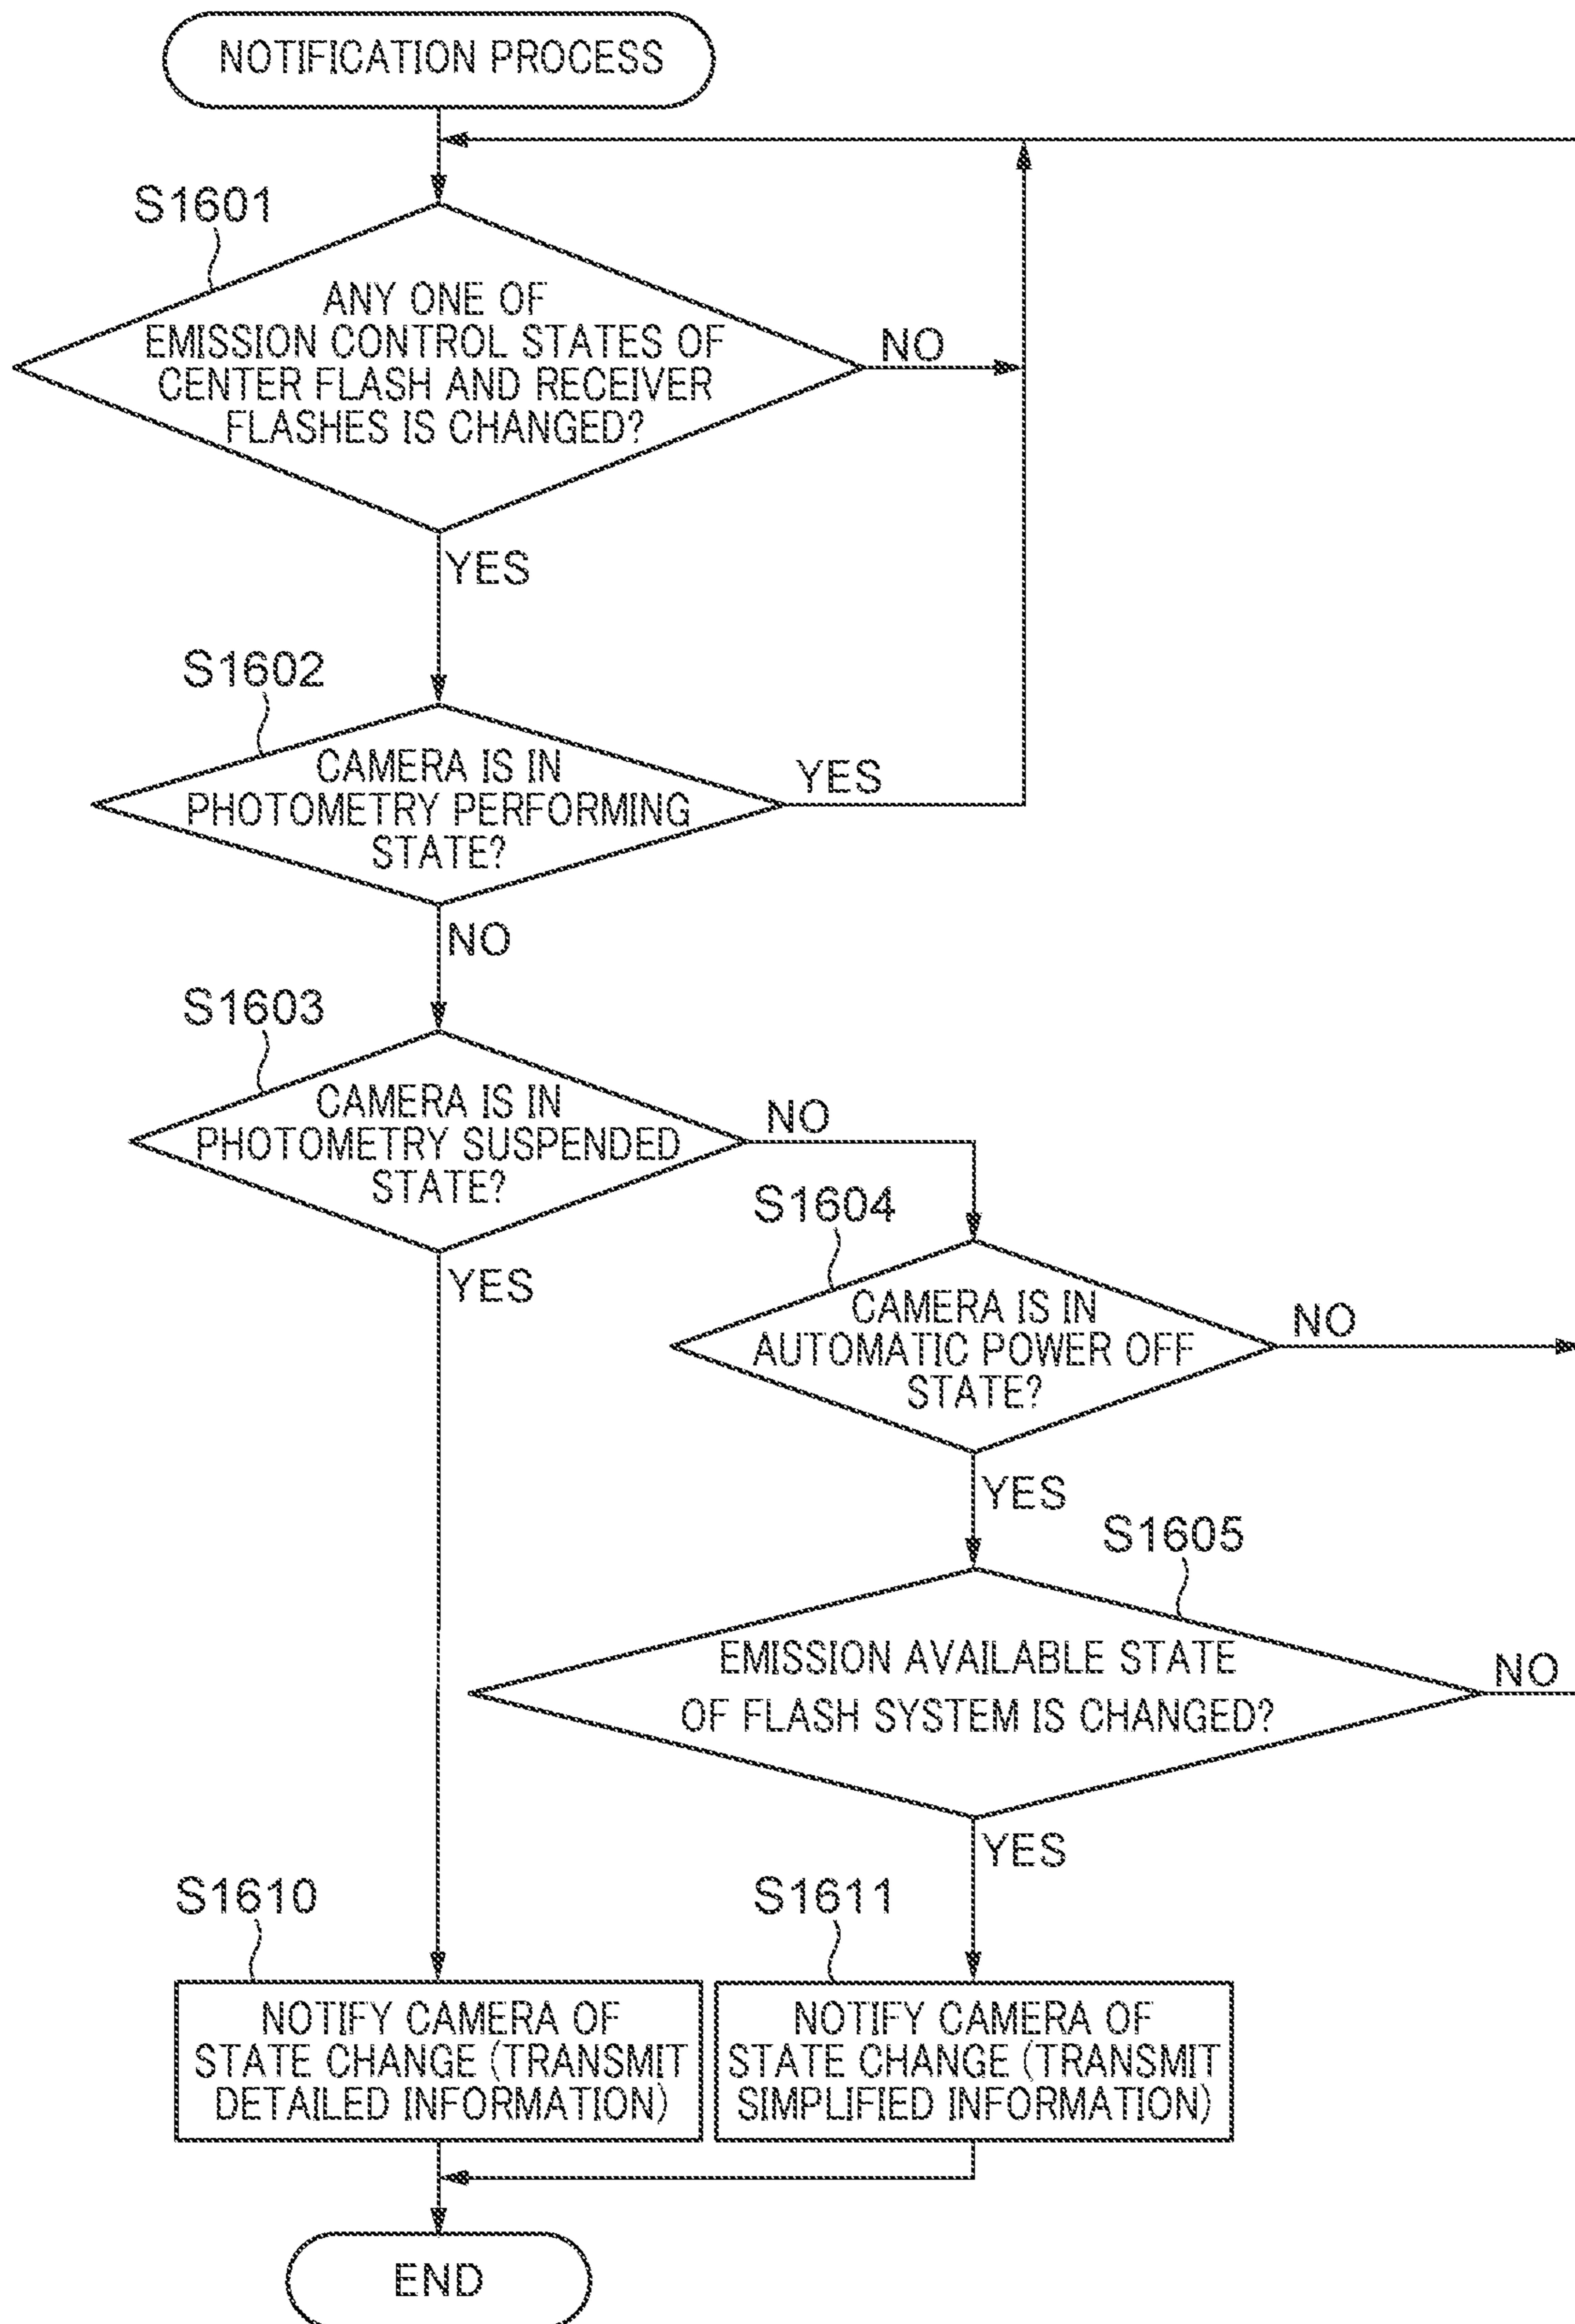 NOTIFICATION PROCESS
S1601
ANY ONE OF
EMISSION CONTROL STATES OF
CENTER FLASH AND RECEIVER
FLASHES IS CHANGED?
NO
YES
S1602
CAMERA IS IN
PHOTOMETRY PERFORMING
STATE?
YES
NO
S1603
CAMERA IS IN
PHOTOMETRY SUSPENDED
STATE?
NO
YES
S1604
CAMERA IS IN
AUTOMATIC POWER OFF
STATE?
NO
YES
S1605
EMISSION AVAILABLE STATE
OF FLASH SYSTEM IS CHANGED?
NO
YES
S1610
NOTIFY CAMERA OF
STATE CHANGE (TRANSMIT
DETAILED INFORMATION)
S1611
NOTIFY CAMERA OF
STATE CHANGE (TRANSMIT
SIMPLIFIED INFORMATION)
END